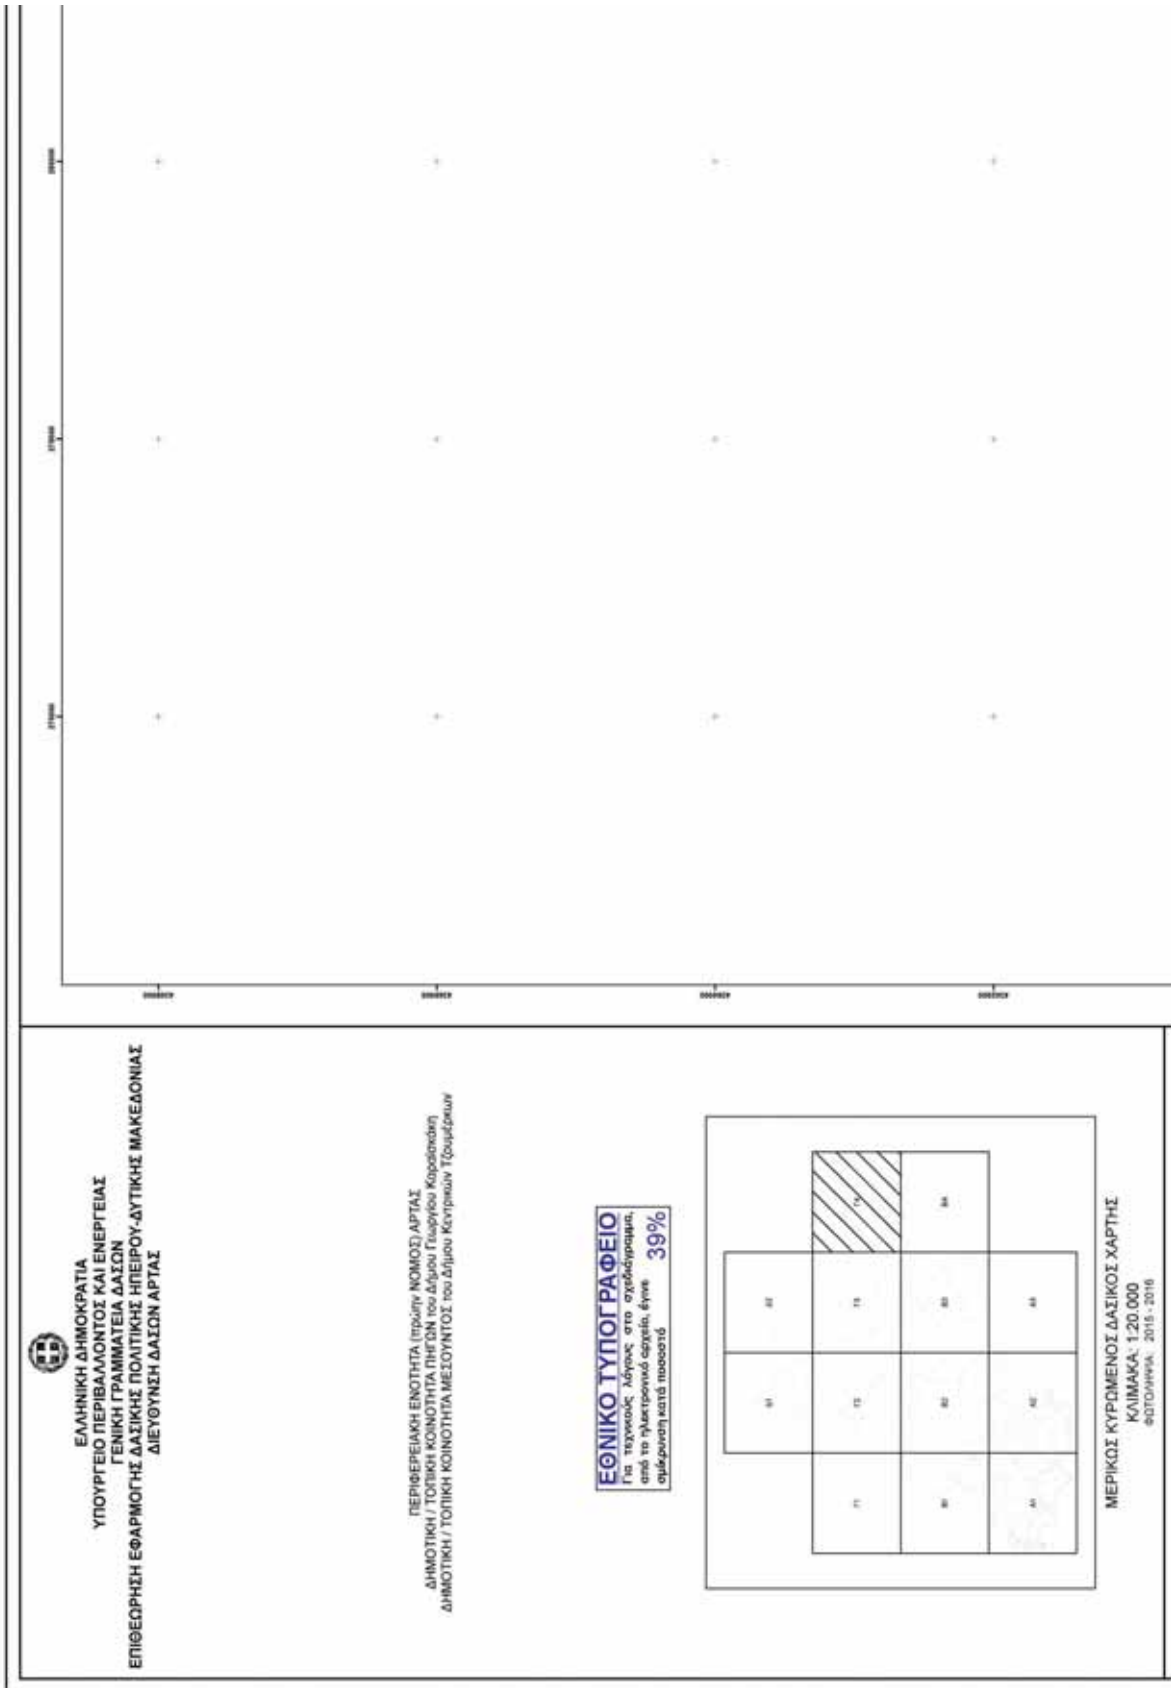 ΕΛΛΗΝΙΚΗ ΔΗΜΟΚΡΑΤΙΑ
ΥΠΟΥΡΓΕΙΟ ΠΕΡΙΒΑΛΛΟΝΤΟΣ ΚΑΙ ΕΝΕΡΓΕΙΑΣ
ΓΕΝΙΚΗ ΓΡΑΜΜΑΤΕΙΑ ΔΑΣΩΝ
ΕΠΙΘΕΩΡΗΣΗ ΕΦΑΡΜΟΓΗΣ ΔΑΣΙΚΗΣ ΠΟΛΙΤΙΚΗΣ ΗΠΕΙΡΟΥ-ΔΥΤΙΚΗΣ ΜΑΚΕΔΟΝΙΑΣ
ΔΙΕΥΘΥΝΣΗ ΔΑΣΩΝ ΑΡΤΑΣ
ΠΕΡΙΦΕΡΕΙΑΚΗ ΕΝΟΤΗΤΑ (πρώην ΝΟΜΟΣ) ΑΡΤΑΣ
ΔΗΜΟΤΙΚΗ / ΤΟΠΙΚΗ ΚΟΙΝΟΤΗΤΑ ΠΗΓΩΝ του Δήμου Γεωργίου Καραϊσκάκη
ΔΗΜΟΤΙΚΗ / ΤΟΠΙΚΗ ΚΟΙΝΟΤΗΤΑ ΜΕΣΟΥΝΤΟΣ του Δήμου Κεντρικών Τζουμέρκων
ΕΘΝΙΚΟ ΤΥΠΟΓΡΑΦΕΙΟ
Για τεχνικούς λόγους στο σχεδιάγραμμα,
από το ηλεκτρονικό αρχείο, έγινε
σμίκρυνση κατά ποσοστό 39%
ΜΕΡΙΚΩΣ ΚΥΡΩΜΕΝΟΣ ΔΑΣΙΚΟΣ ΧΑΡΤΗΣ
ΚΛΙΜΑΚΑ: 1:20.000
ΦΩΤΟΛΗΨΙΑ: 2015 - 2016